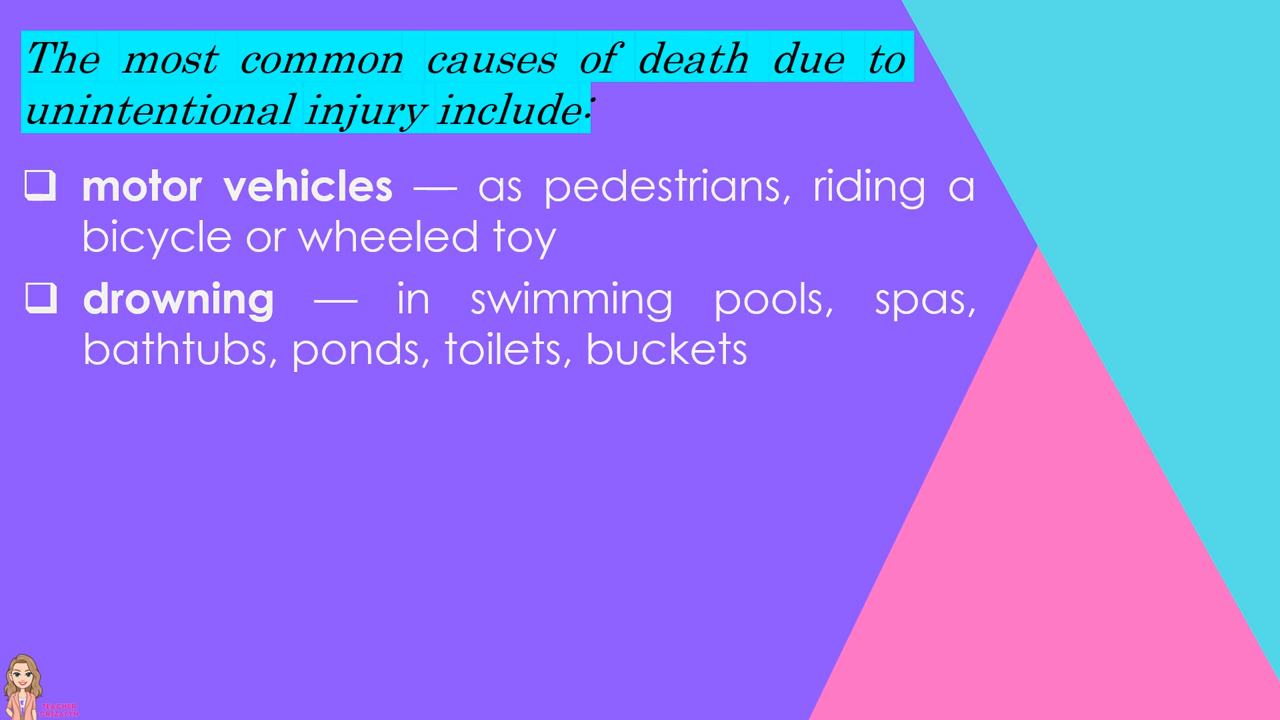 The most common causes of death due to
unintentional injury include:
❑ motor vehicles — as pedestrians, riding a
bicycle or wheeled toy
❑ drowning — in swimming pools, spas,
bathtubs, ponds, toilets, buckets
TEACHER